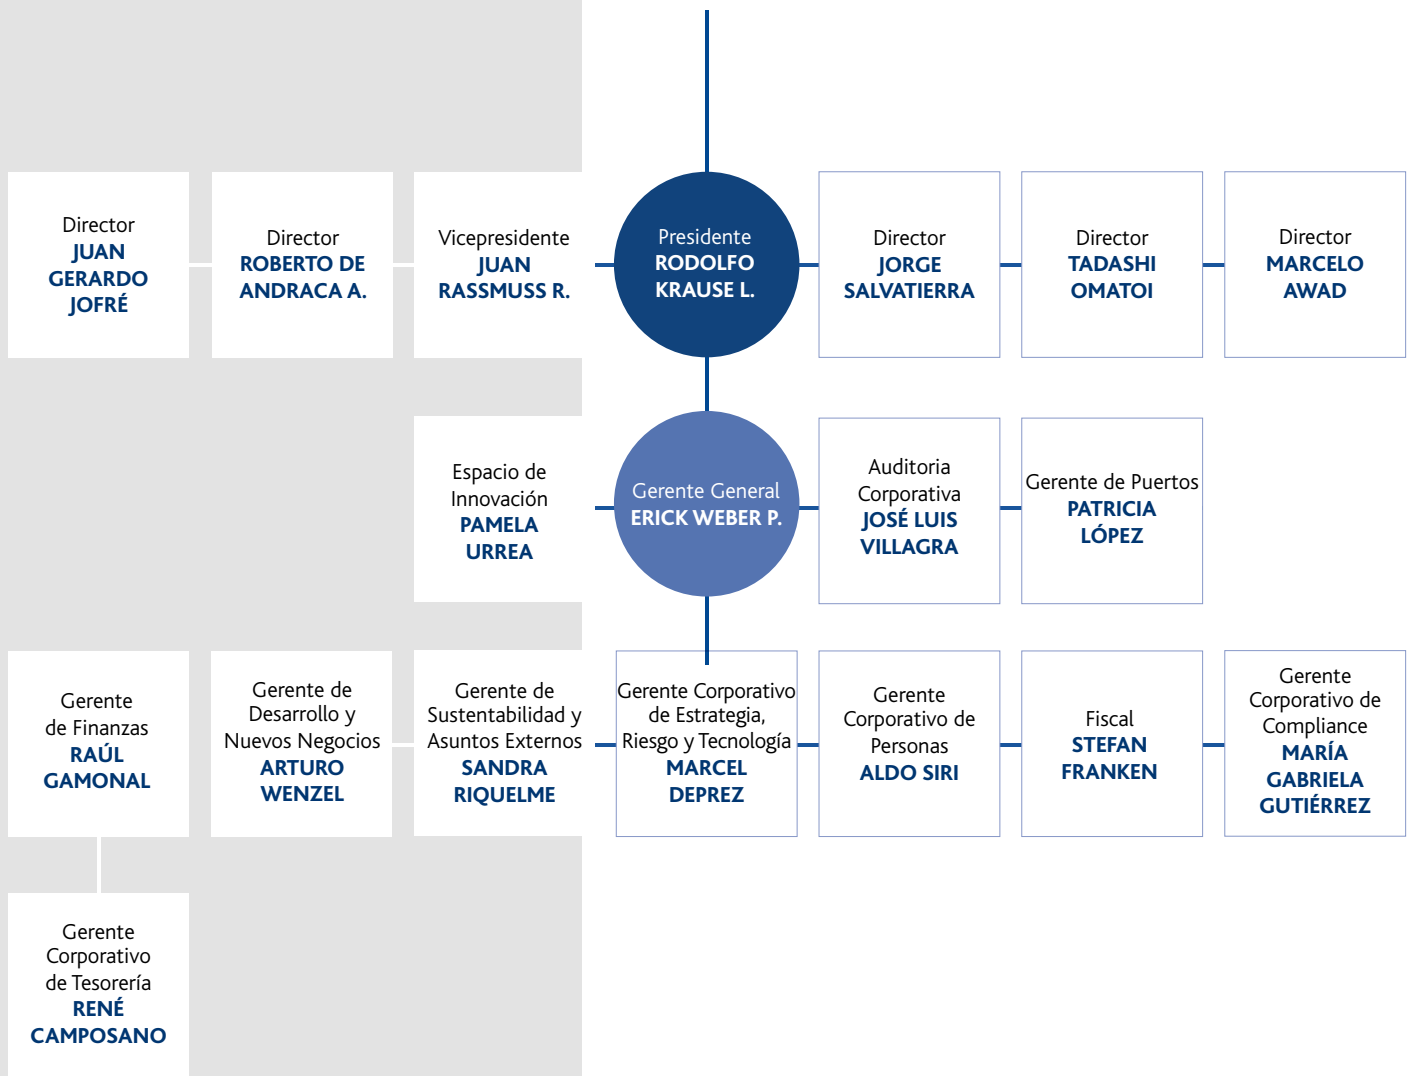 Director
JUAN
GERARDO
JOFRÉ
Director
ROBERTO DE
ANDRACA A.
Vicepresidente
JUAN
RASSMUSS R.
Presidente
RODOLFO
KRAUSE L.
Director
JORGE
SALVATIERRA
Director
TADASHI
OMATOI
Director
MARCELO
AWAD
Espacio de
Innovación
PAMELA
URREA
Gerente General
ERICK WEBER P.
Auditoria
Corporativa
JOSÉ LUIS
VILLAGRA
Gerente de Puertos
PATRICIA
LÓPEZ
Gerente
de Finanzas
RAÚL
GAMONAL
Gerente de
Desarrollo y
Nuevos Negocios
ARTURO
WENZEL
Gerente de
Sustentabilidad y
Asuntos Externos
SANDRA
RIQUELME
Gerente Corporativo
de Estrategia,
Riesgo y Tecnología
MARCEL
DEPREZ
Gerente
Corporativo de
Personas
ALDO SIRI
Fiscal
STEFAN
FRANKEN
Gerente
Corporativo de
Compliance
MARÍA
GABRIELA
GUTIÉRREZ
Gerente
Corporativo
de Tesorería
RENÉ
CAMPOSANO